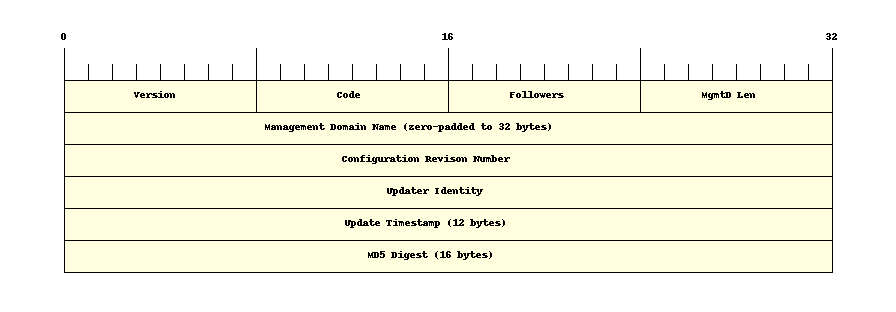 0 16 32
Version Code Followers MgmtD Len
Management Domain Name (zero-padded to 32 bytes)
Configuration Revison Number
Updater Identity
Update Timestamp (12 bytes)
MD5 Digest (16 bytes)